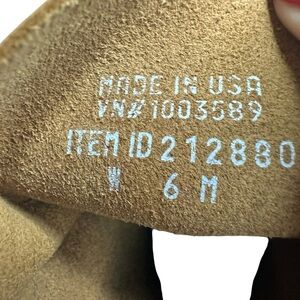 MADE IN USA
VN#1003589
ITEM ID 212880
W 6 M